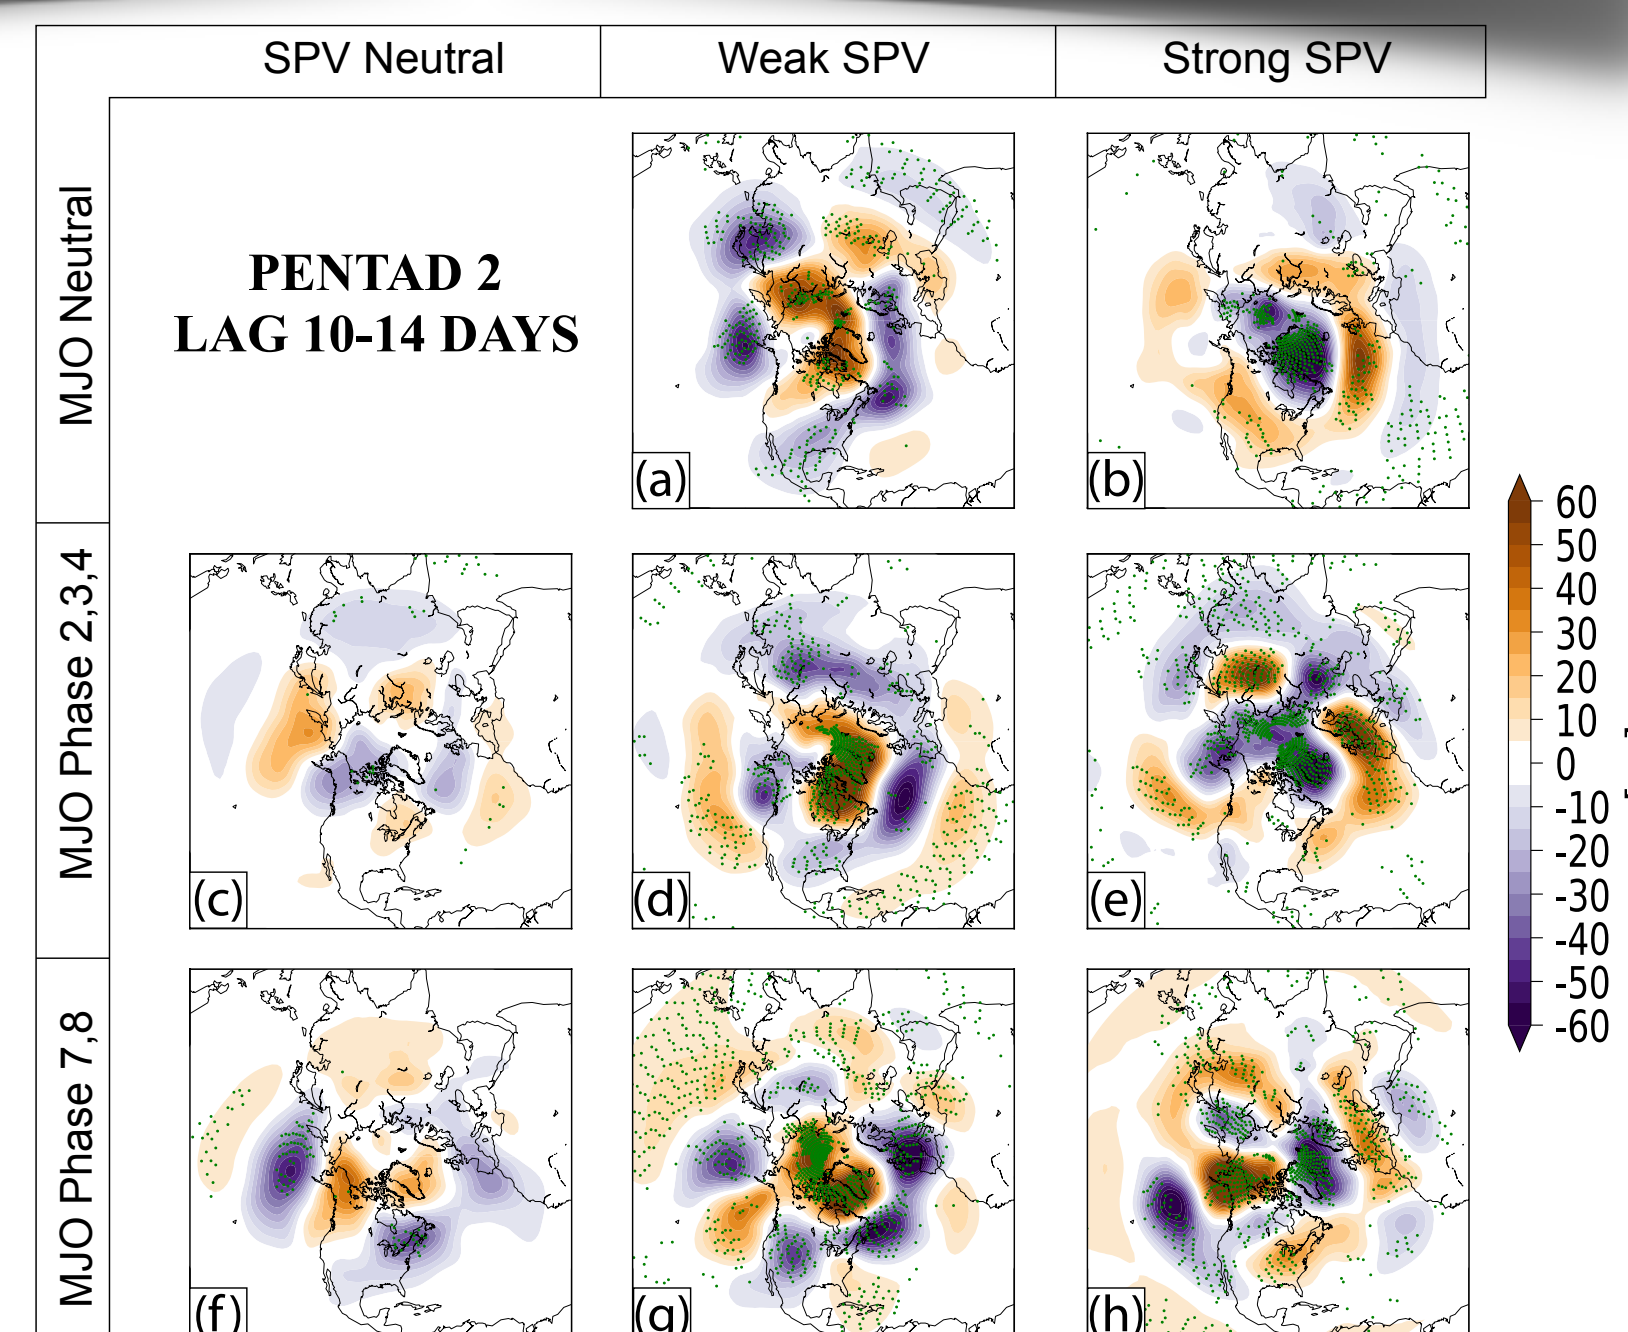 SPV Neutral
Weak SPV
Strong SPV
MJO Neutral
PENTAD 2
LAG 10-14 DAYS
(a)
(b)
MJO Phase 2,3,4
(c)
(d)
(e)
MJO Phase 7,8
(f)
(g)
(h)
60
50
40
30
20
10
0
-10
-20
-30
-40
-50
-60